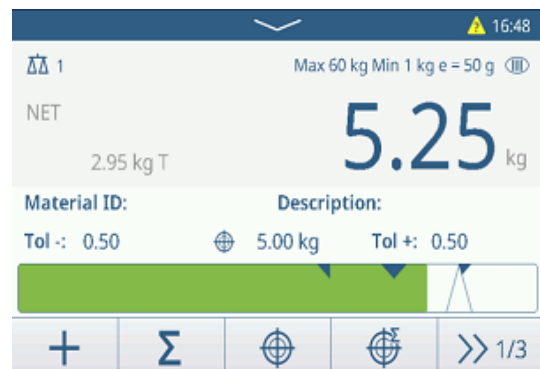 16:48
1 Max 60 kg Min 1 kg e = 50 g III
NET
5.25 kg
2.95 kg T
Material ID: Description:
Tol -: 0.50 5.00 kg Tol +: 0.50
+ Σ Σ >> 1/3